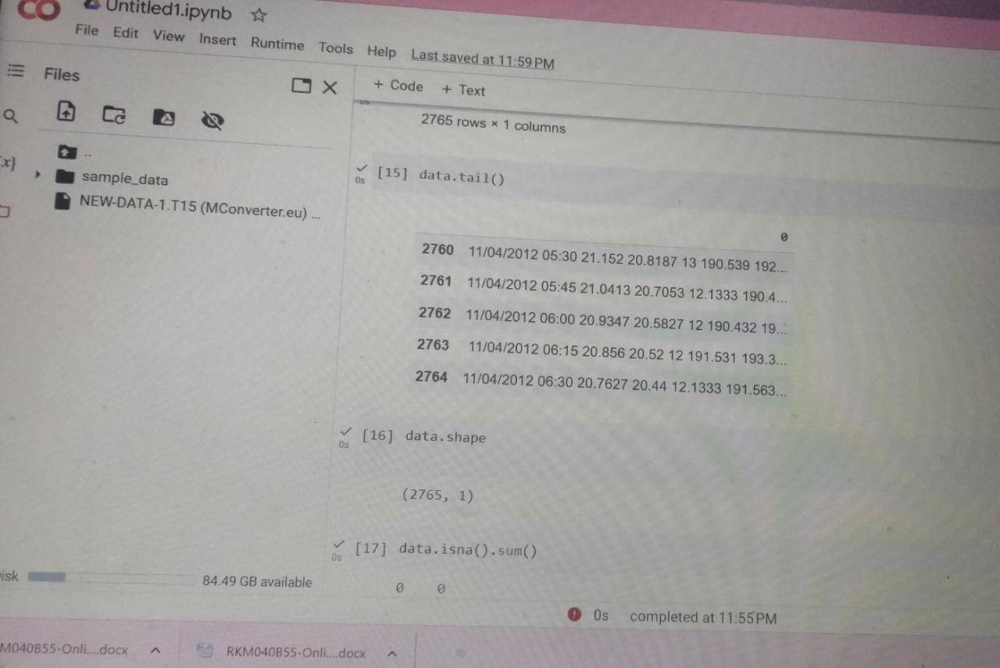 CO Untitled1.ipynb
File Edit View Insert Runtime Tools Help Last saved at 11:59 PM
Files
+ Code + Text
0s
2765 rows × 1 columns
{x}
..
sample_data
NEW-DATA-1.T15 (MConverter.eu) ...
[15] data.tail()
0s
0
2760 11/04/2012 05:30 21.152 20.8187 13 190.539 192...
2761 11/04/2012 05:45 21.0413 20.7053 12.1333 190.4...
2762 11/04/2012 06:00 20.9347 20.5827 12 190.432 19...
2763 11/04/2012 06:15 20.856 20.52 12 191.531 193.3...
2764 11/04/2012 06:30 20.7627 20.44 12.1333 191.563...
[16] data.shape
0s
(2765, 1)
[17] data.isna().sum()
0s
0 0
isk 84.49 GB available
0s completed at 11:55 PM
M040B55-Onli....docx RKM040B55-Onli....docx